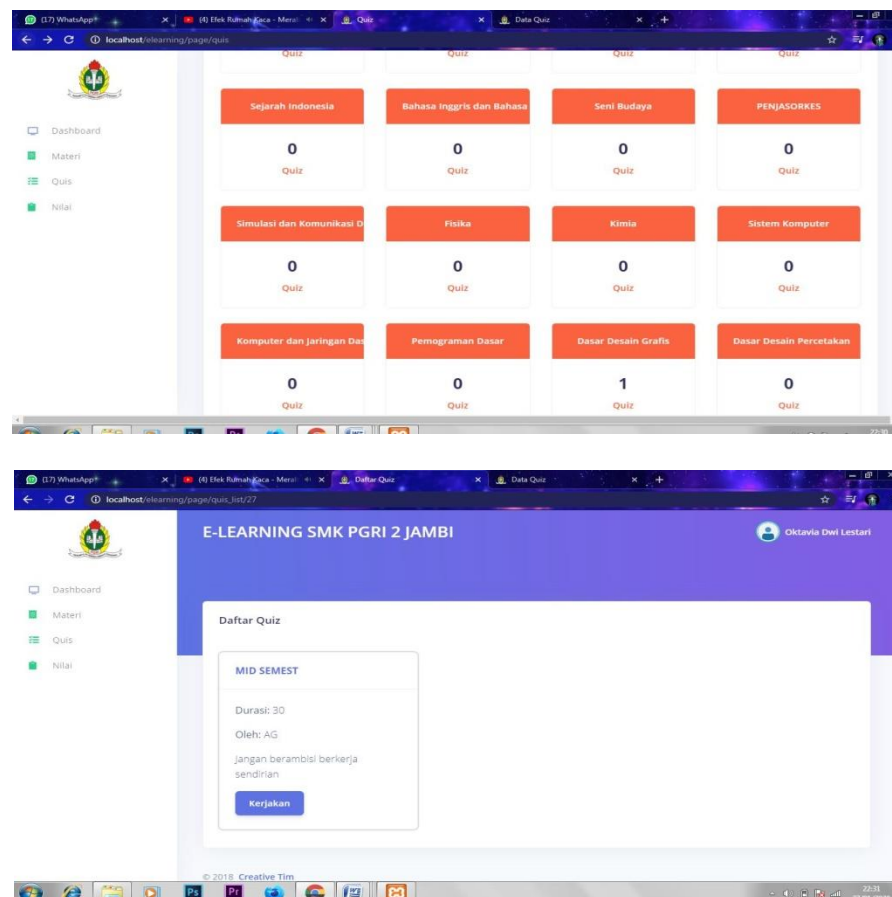 (17) WhatsApp
(4) Efek Rumah Kaca - Meral
Quiz
Data Quiz
localhost/elearning/page/quis
Quiz
Quiz
Quiz
Quiz
Dashboard
Materi
Quis
Nilai
Sejarah Indonesia
Bahasa Inggris dan Bahasa
Seni Budaya
PENJASORKES
0
0
0
0
Quiz
Quiz
Quiz
Quiz
Simulasi dan Komunikasi D
Fisika
Kimia
Sistem Komputer
0
0
0
0
Quiz
Quiz
Quiz
Quiz
Komputer dan Jaringan Das
Pemograman Dasar
Dasar Desain Grafis
Dasar Desain Percetakan
0
0
1
0
Quiz
Quiz
Quiz
Quiz
22:30
(17) WhatsApp
(4) Efek Rumah Kaca - Meral
Daftar Quiz
Data Quiz
localhost/elearning/page/quis_list/27
E-LEARNING SMK PGRI 2 JAMBI
Oktavia Dwi Lestari
Dashboard
Materi
Quis
Nilai
Daftar Quiz
MID SEMEST
Durasi: 30
Oleh: AG
Jangan berambisi berkerja
sendirian
Kerjakan
© 2018 Creative Tim
Ps
Pr
22:31